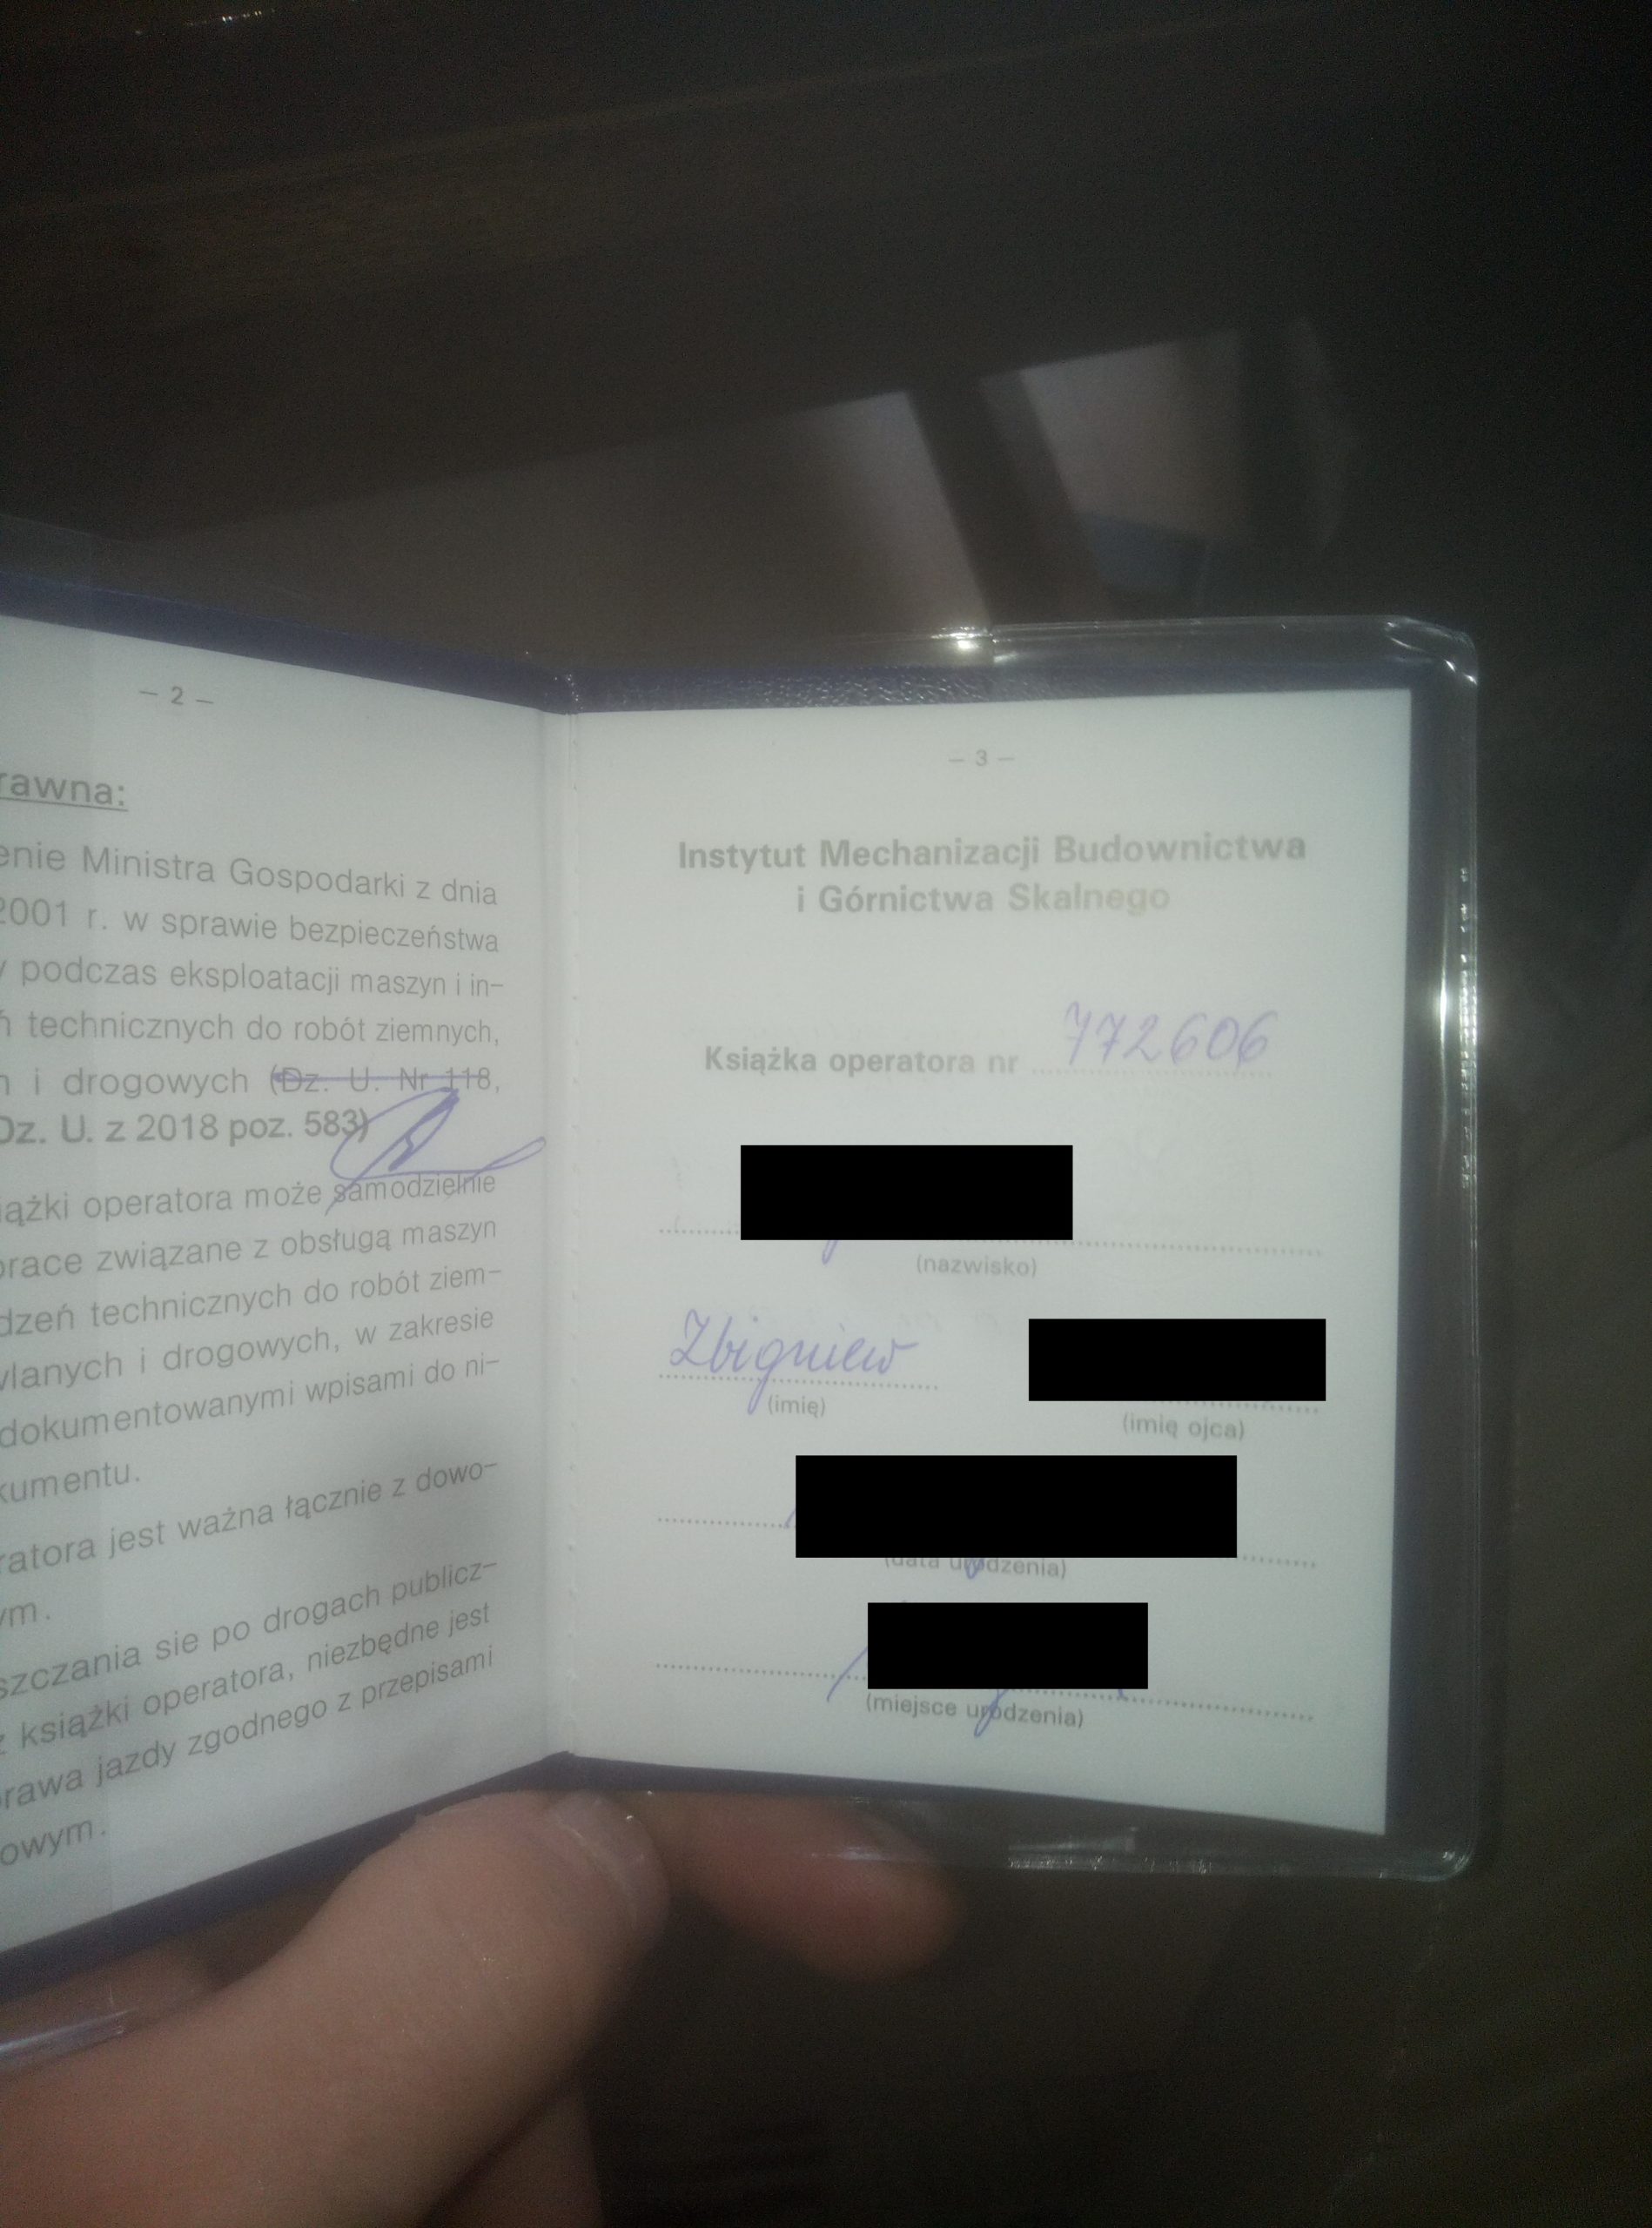 – 2 –
rawna:
enie Ministra Gospodarki z dnia
2001 r. w sprawie bezpieczeństwa
y podczas eksploatacji maszyn i in–
ń technicznych do robót ziemnych,
h i drogowych (Dz. U. Nr 118,
Dz. U. z 2018 poz. 583)
iążki operatora może samodzielnie
prace związane z obsługą maszyn
dzeń technicznych do robót ziem–
wlanych i drogowych, w zakresie
dokumentowanymi wpisami do ni–
kumentu.
ratora jest ważna łącznie z dowo–
ym.
szczania sie po drogach publicz–
z książki operatora, niezbędne jest
rawa jazdy zgodnego z przepisami
owym.
– 3 –
Instytut Mechanizacji Budownictwa
i Górnictwa Skalnego
Książka operatora nr 772606
(nazwisko)
Zbigniew
(imię) (imię ojca)
(data urodzenia)
(miejsce urodzenia)